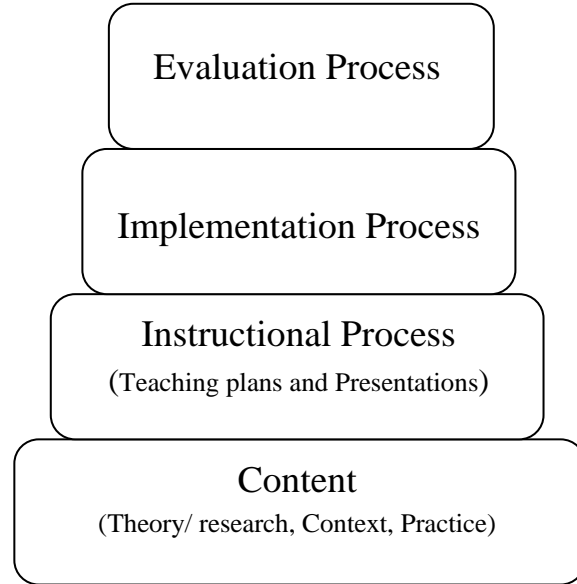 Evaluation Process
Implementation Process
Instructional Process
(Teaching plans and Presentations)
Content
(Theory/ research, Context, Practice)